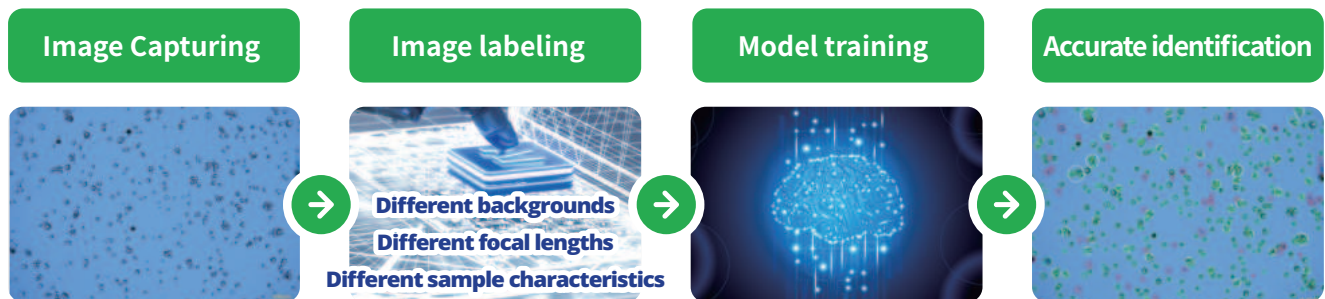 Image Capturing
Image labeling
Model training
Accurate identification
Different backgrounds
Different focal lengths
Different sample characteristics